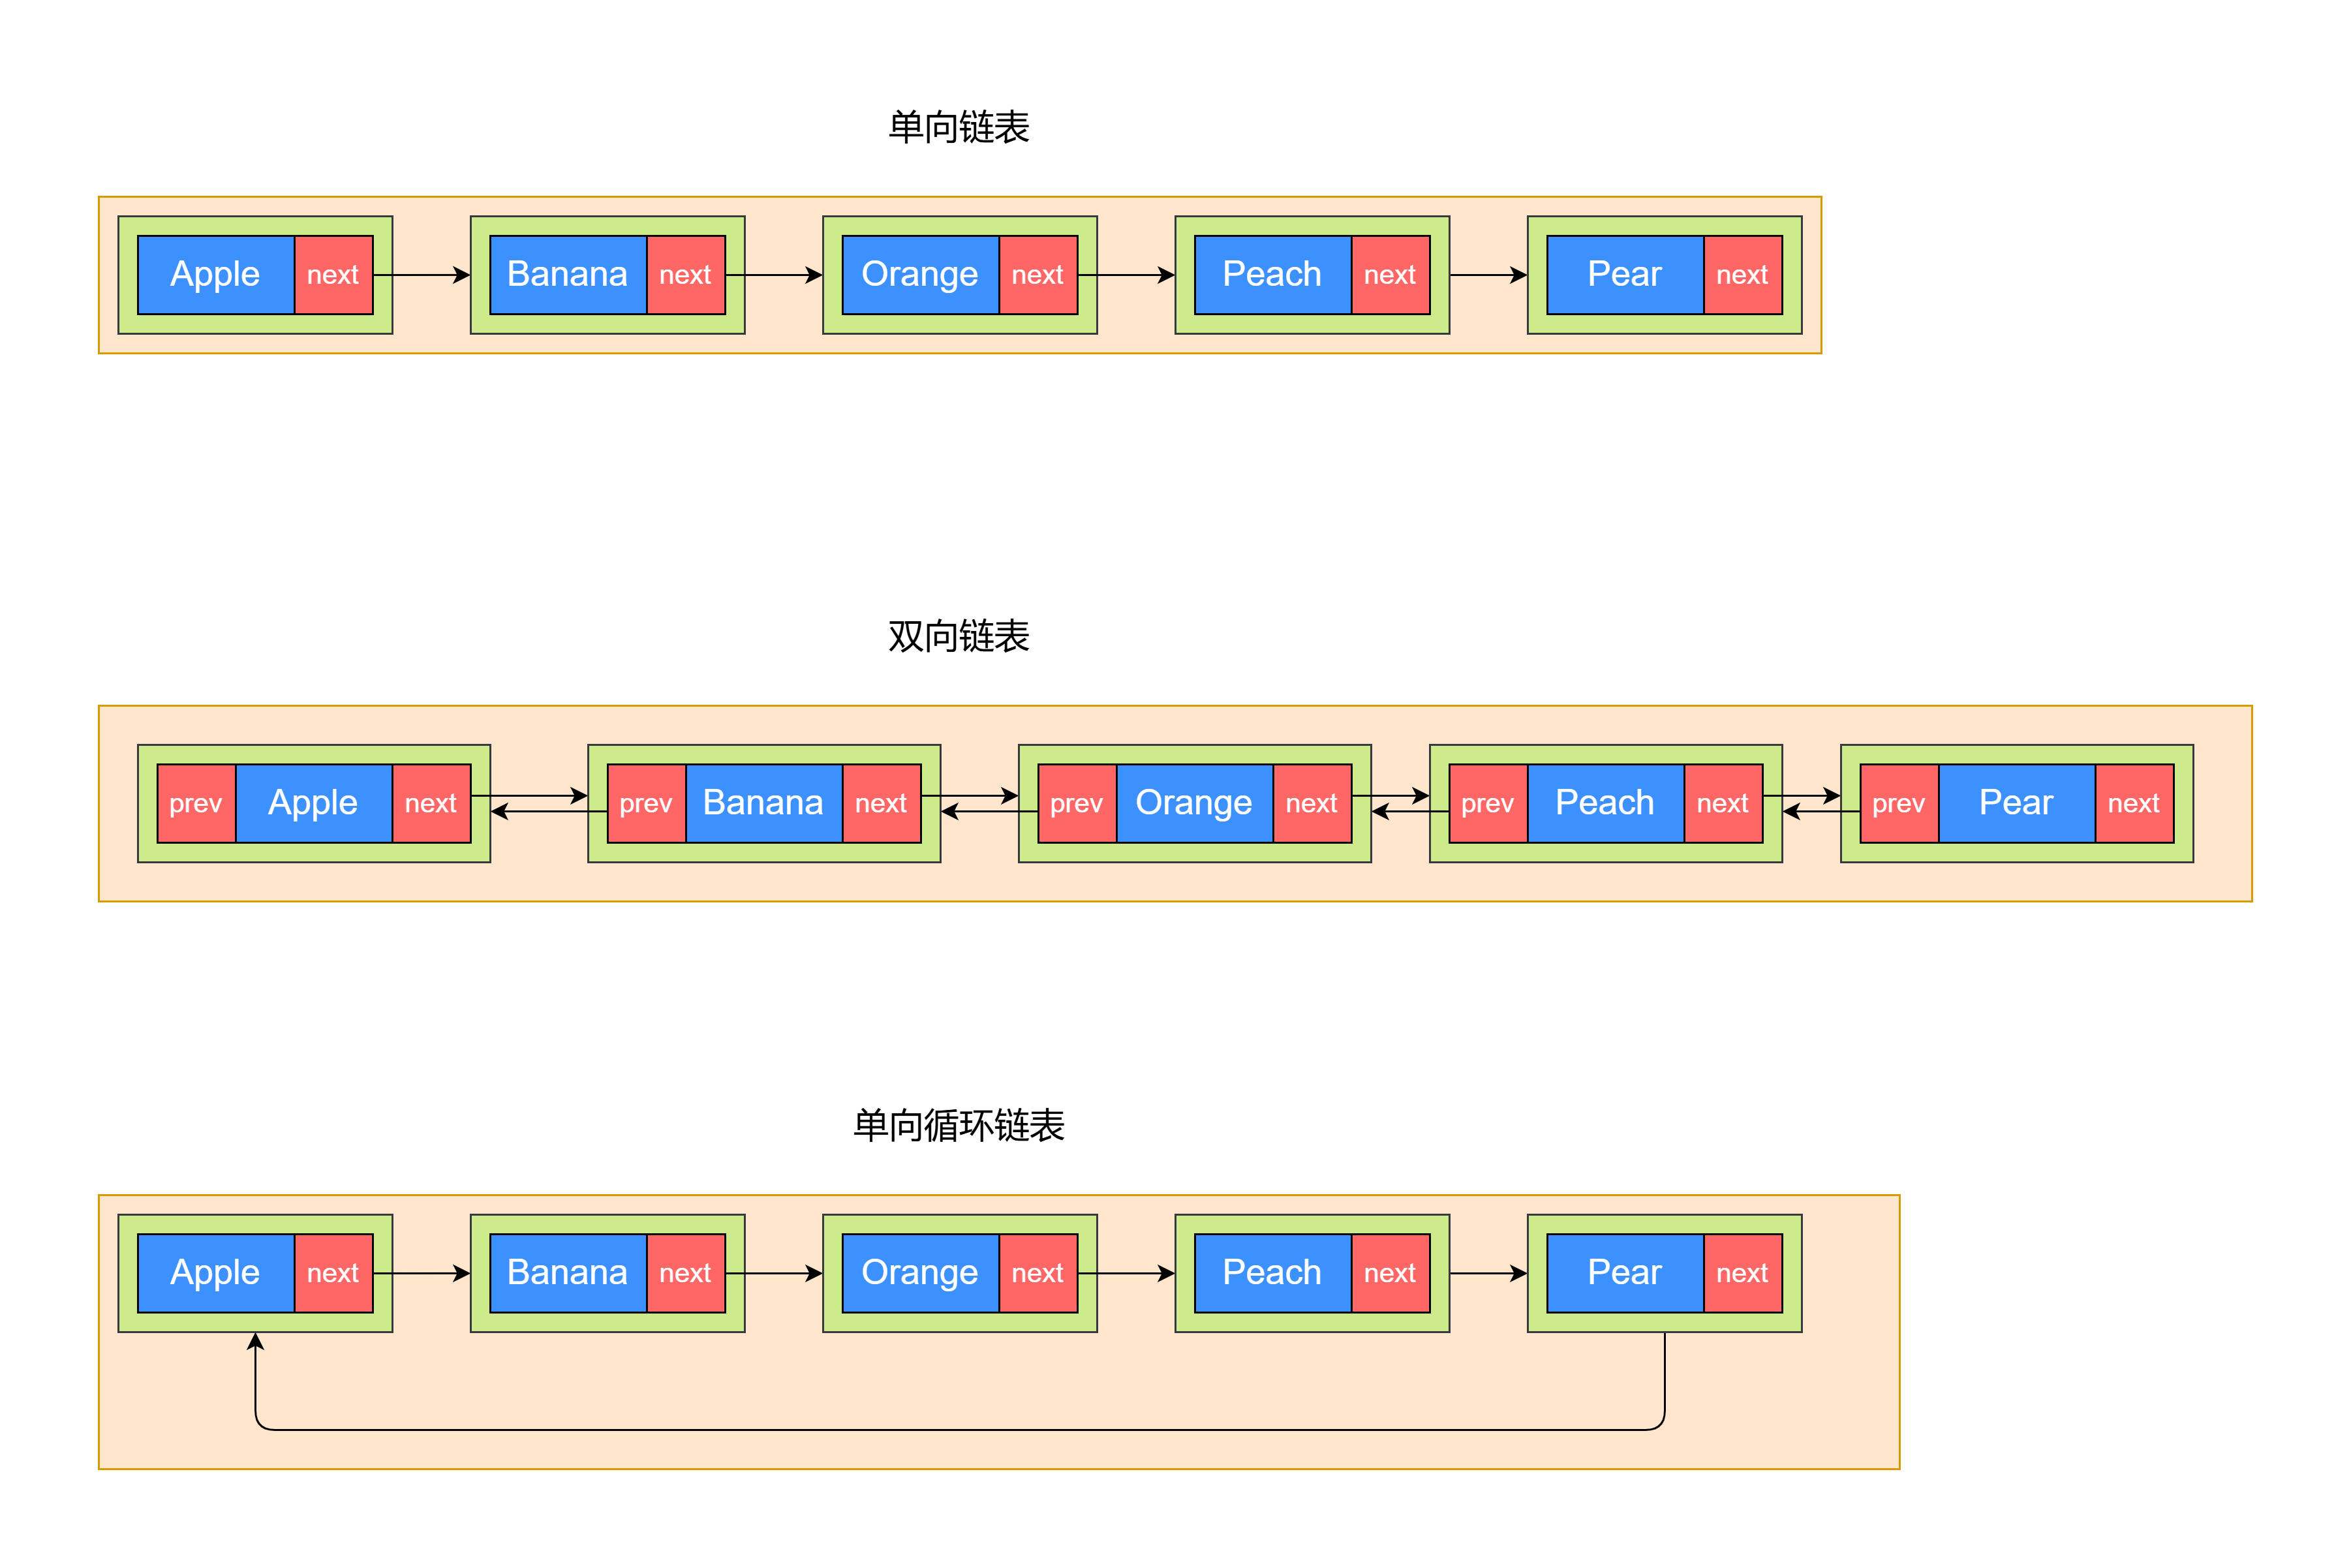 单向链表
Apple next Banana next Orange next Peach next Pear next
双向链表
prev Apple next prev Banana next prev Orange next prev Peach next prev Pear next
单向循环链表
Apple next Banana next Orange next Peach next Pear next